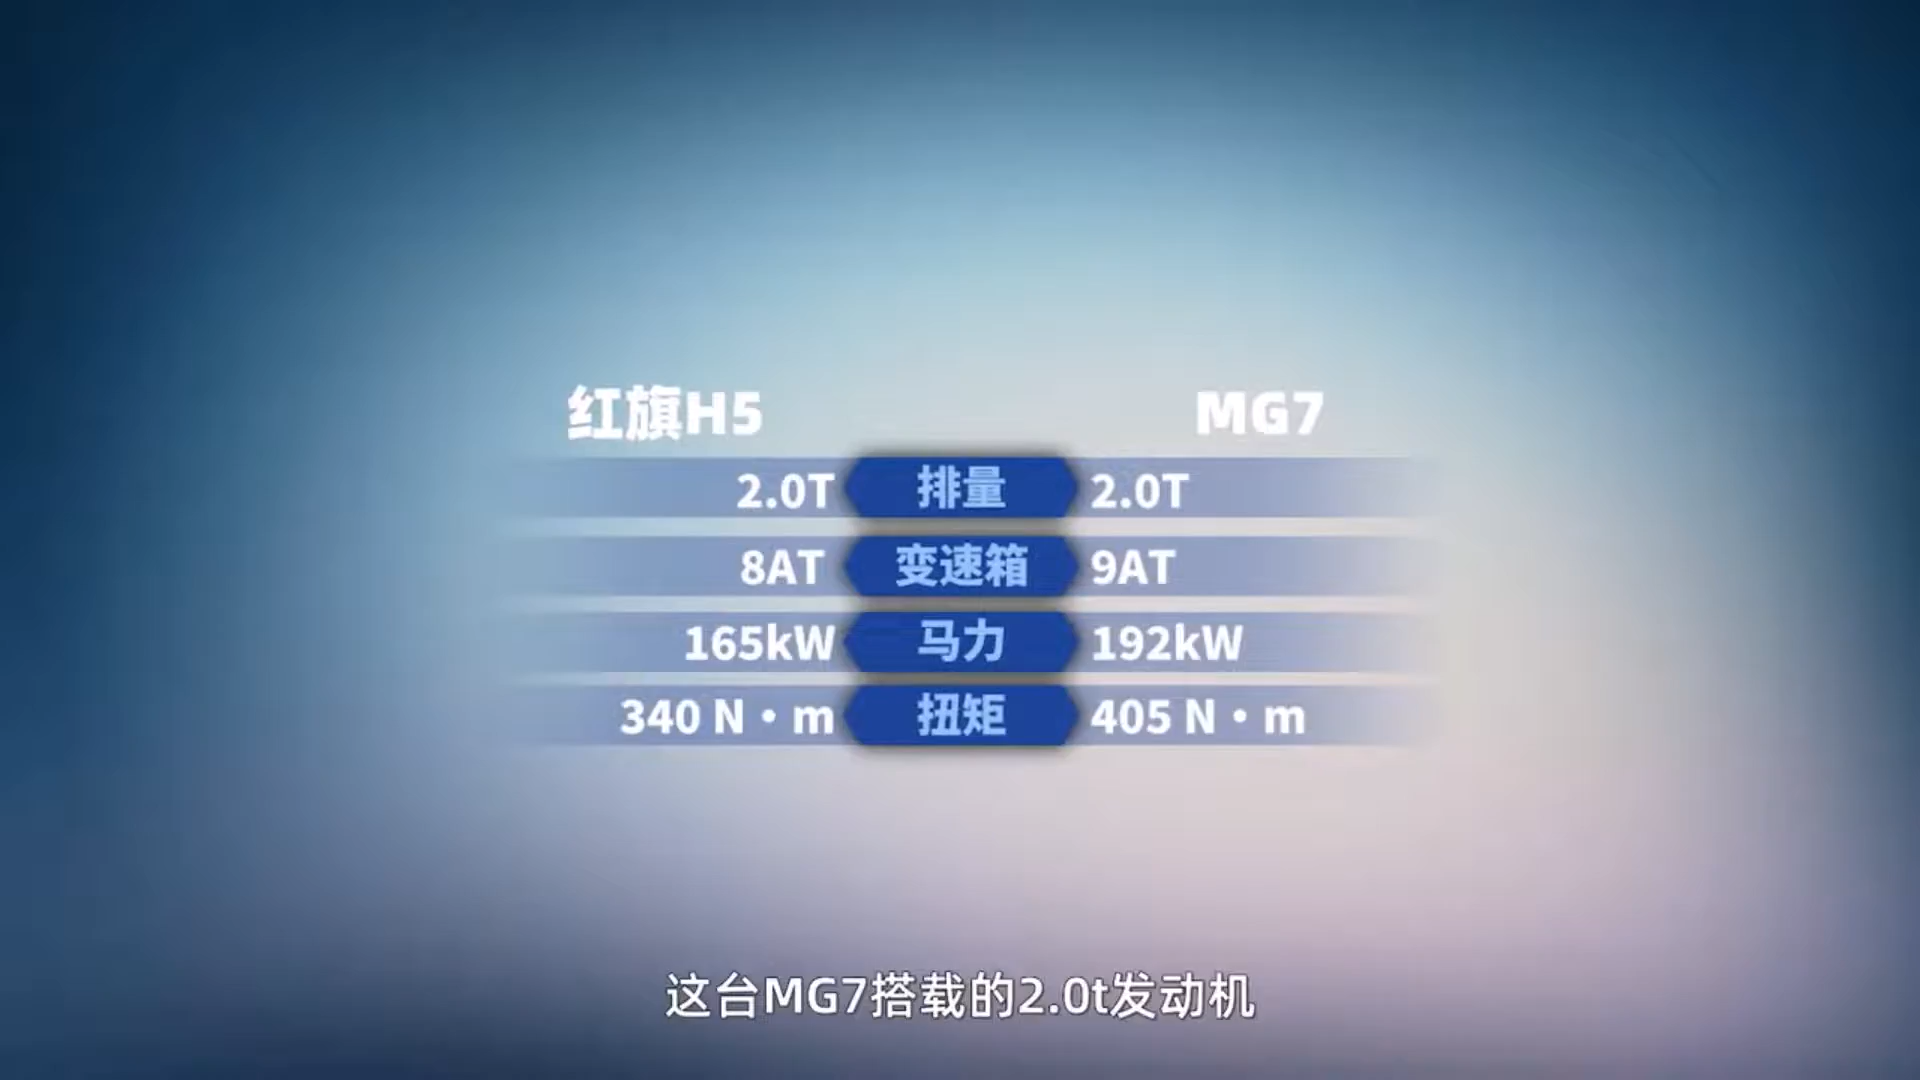 红旗H5 MG7
2.0T 排量 2.0T
8AT 变速箱 9AT
165kW 马力 192kW
340 N·m 扭矩 405 N·m
这台MG7搭载的2.0t发动机